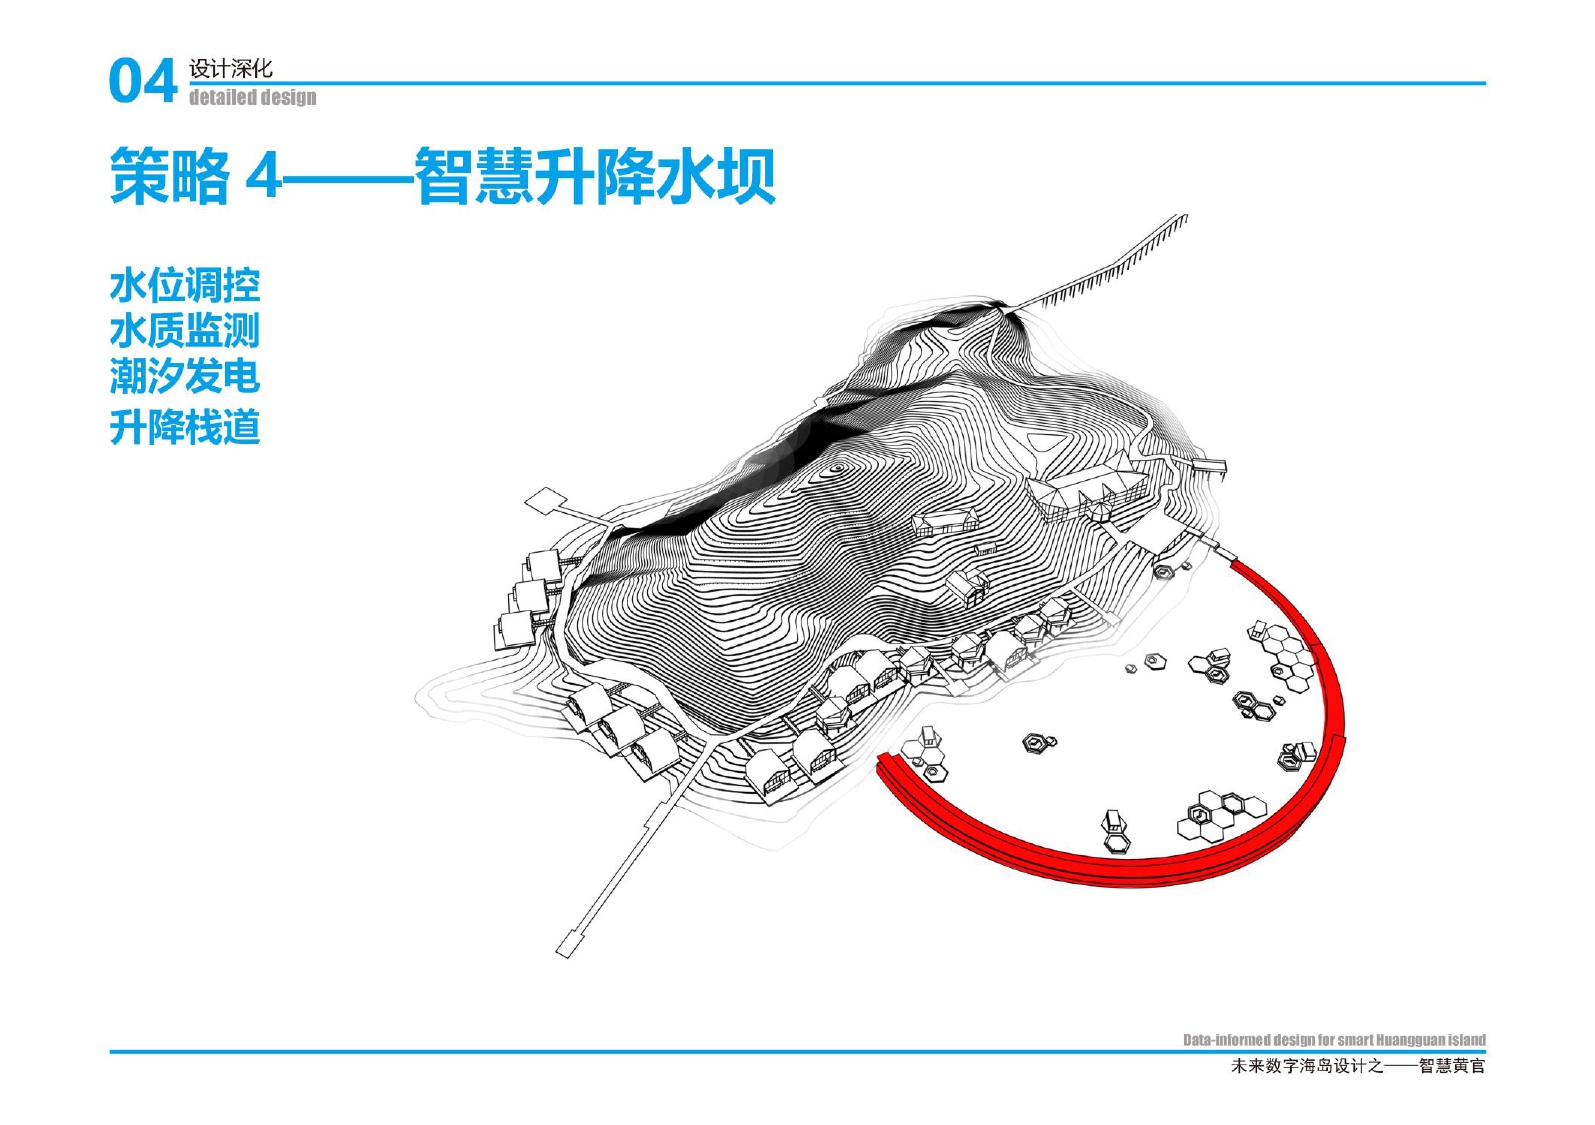 04
设计深化
detailed design
策略 4——智慧升降水坝
水位调控
水质监测
潮汐发电
升降栈道
Data-informed design for smart Huangguan island
未来数字海岛设计之——智慧黄官